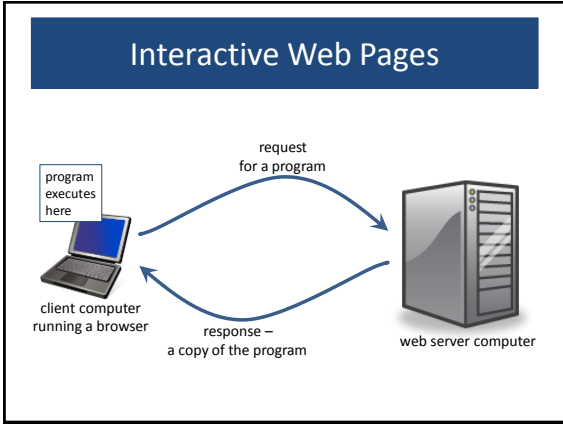 Interactive Web Pages
request
for a program
program
executes
here
client computer
running a browser
response –
a copy of the program
web server computer